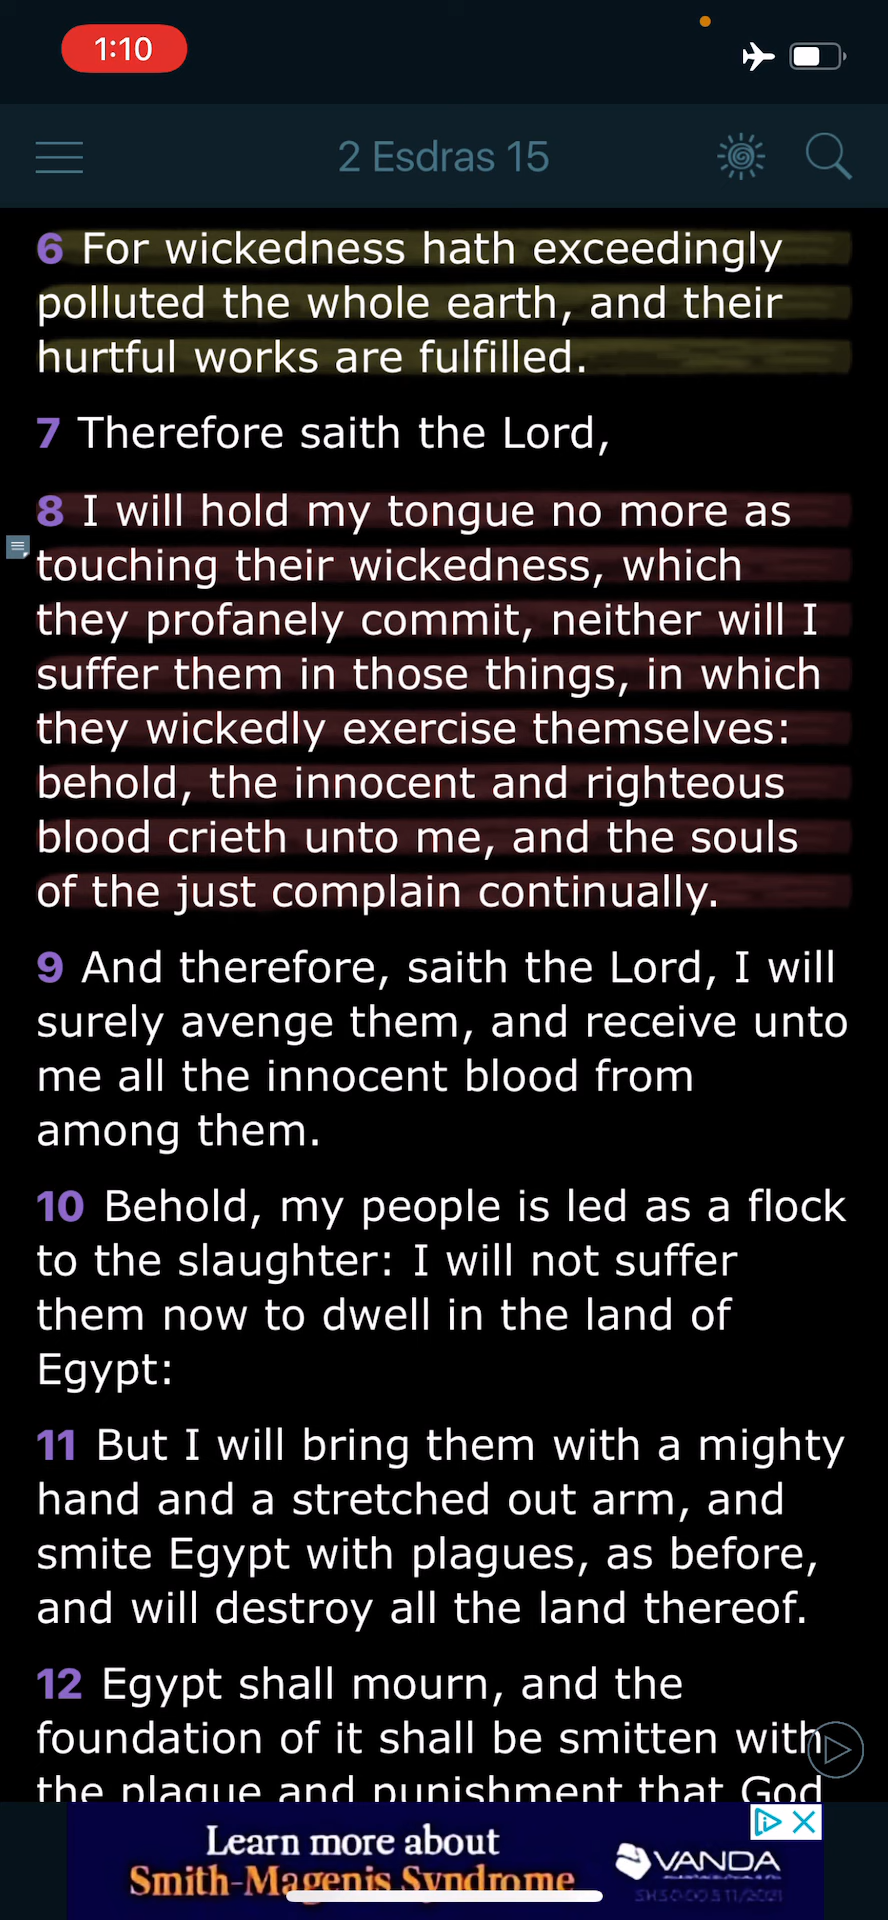 1:10
2 Esdras 15
6 For wickedness hath exceedingly
polluted the whole earth, and their
hurtful works are fulfilled.
7 Therefore saith the Lord,
8 I will hold my tongue no more as
touching their wickedness, which
they profanely commit, neither will I
suffer them in those things, in which
they wickedly exercise themselves:
behold, the innocent and righteous
blood crieth unto me, and the souls
of the just complain continually.
9 And therefore, saith the Lord, I will
surely avenge them, and receive unto
me all the innocent blood from
among them.
10 Behold, my people is led as a flock
to the slaughter: I will not suffer
them now to dwell in the land of
Egypt:
11 But I will bring them with a mighty
hand and a stretched out arm, and
smite Egypt with plagues, as before,
and will destroy all the land thereof.
12 Egypt shall mourn, and the
foundation of it shall be smitten with
the plague and punishment that God
Learn more about
Smith-Magenis Syndrome
VANDA